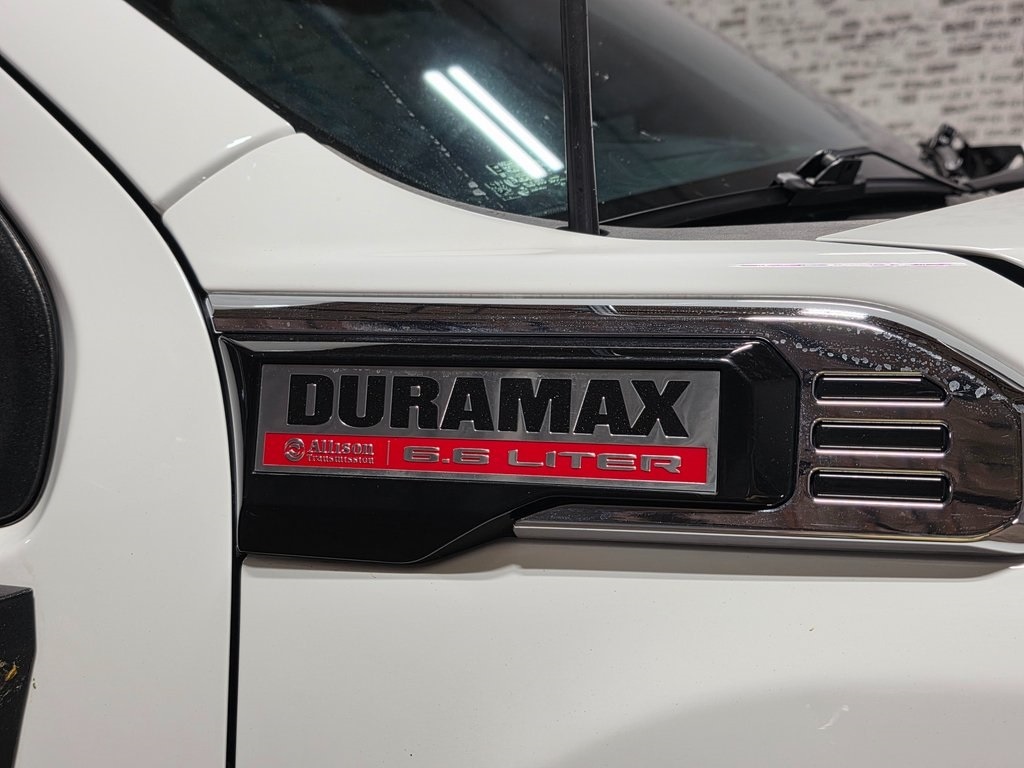 DURAMAX
Allison
Transmission
6.6 LITER